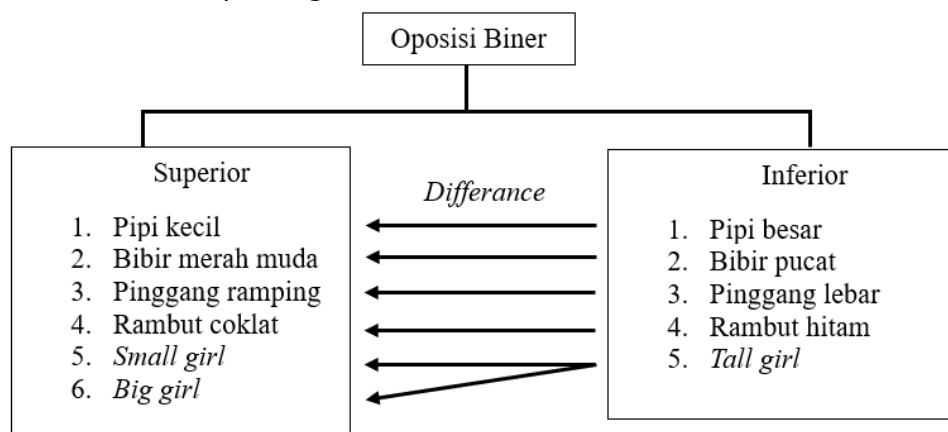 Oposisi Biner
Superior
1. Pipi kecil
2. Bibir merah muda
3. Pinggang ramping
4. Rambut coklat
5. Small girl
6. Big girl
Differance
Inferior
1. Pipi besar
2. Bibir pucat
3. Pinggang lebar
4. Rambut hitam
5. Tall girl